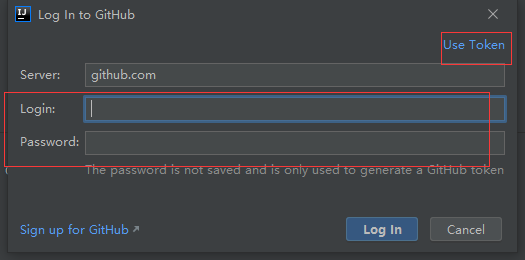 IJ Log In to GitHub
Use Token
Server: github.com
Login:
Password:
The password is not saved and is only used to generate a GitHub token
Sign up for GitHub Log In Cancel